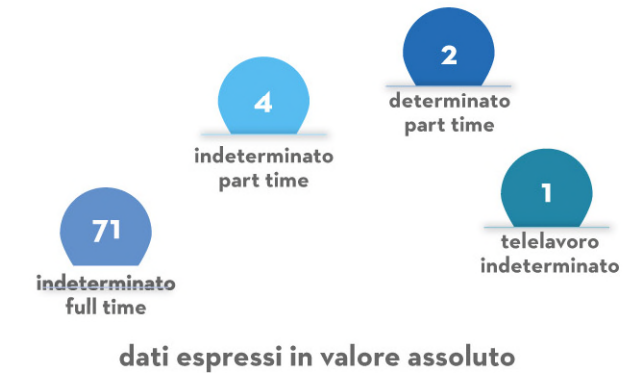 2
determinato
part time
4
indeterminato
part time
1
telelavoro
indeterminato
71
indeterminato
full time
dati espressi in valore assoluto